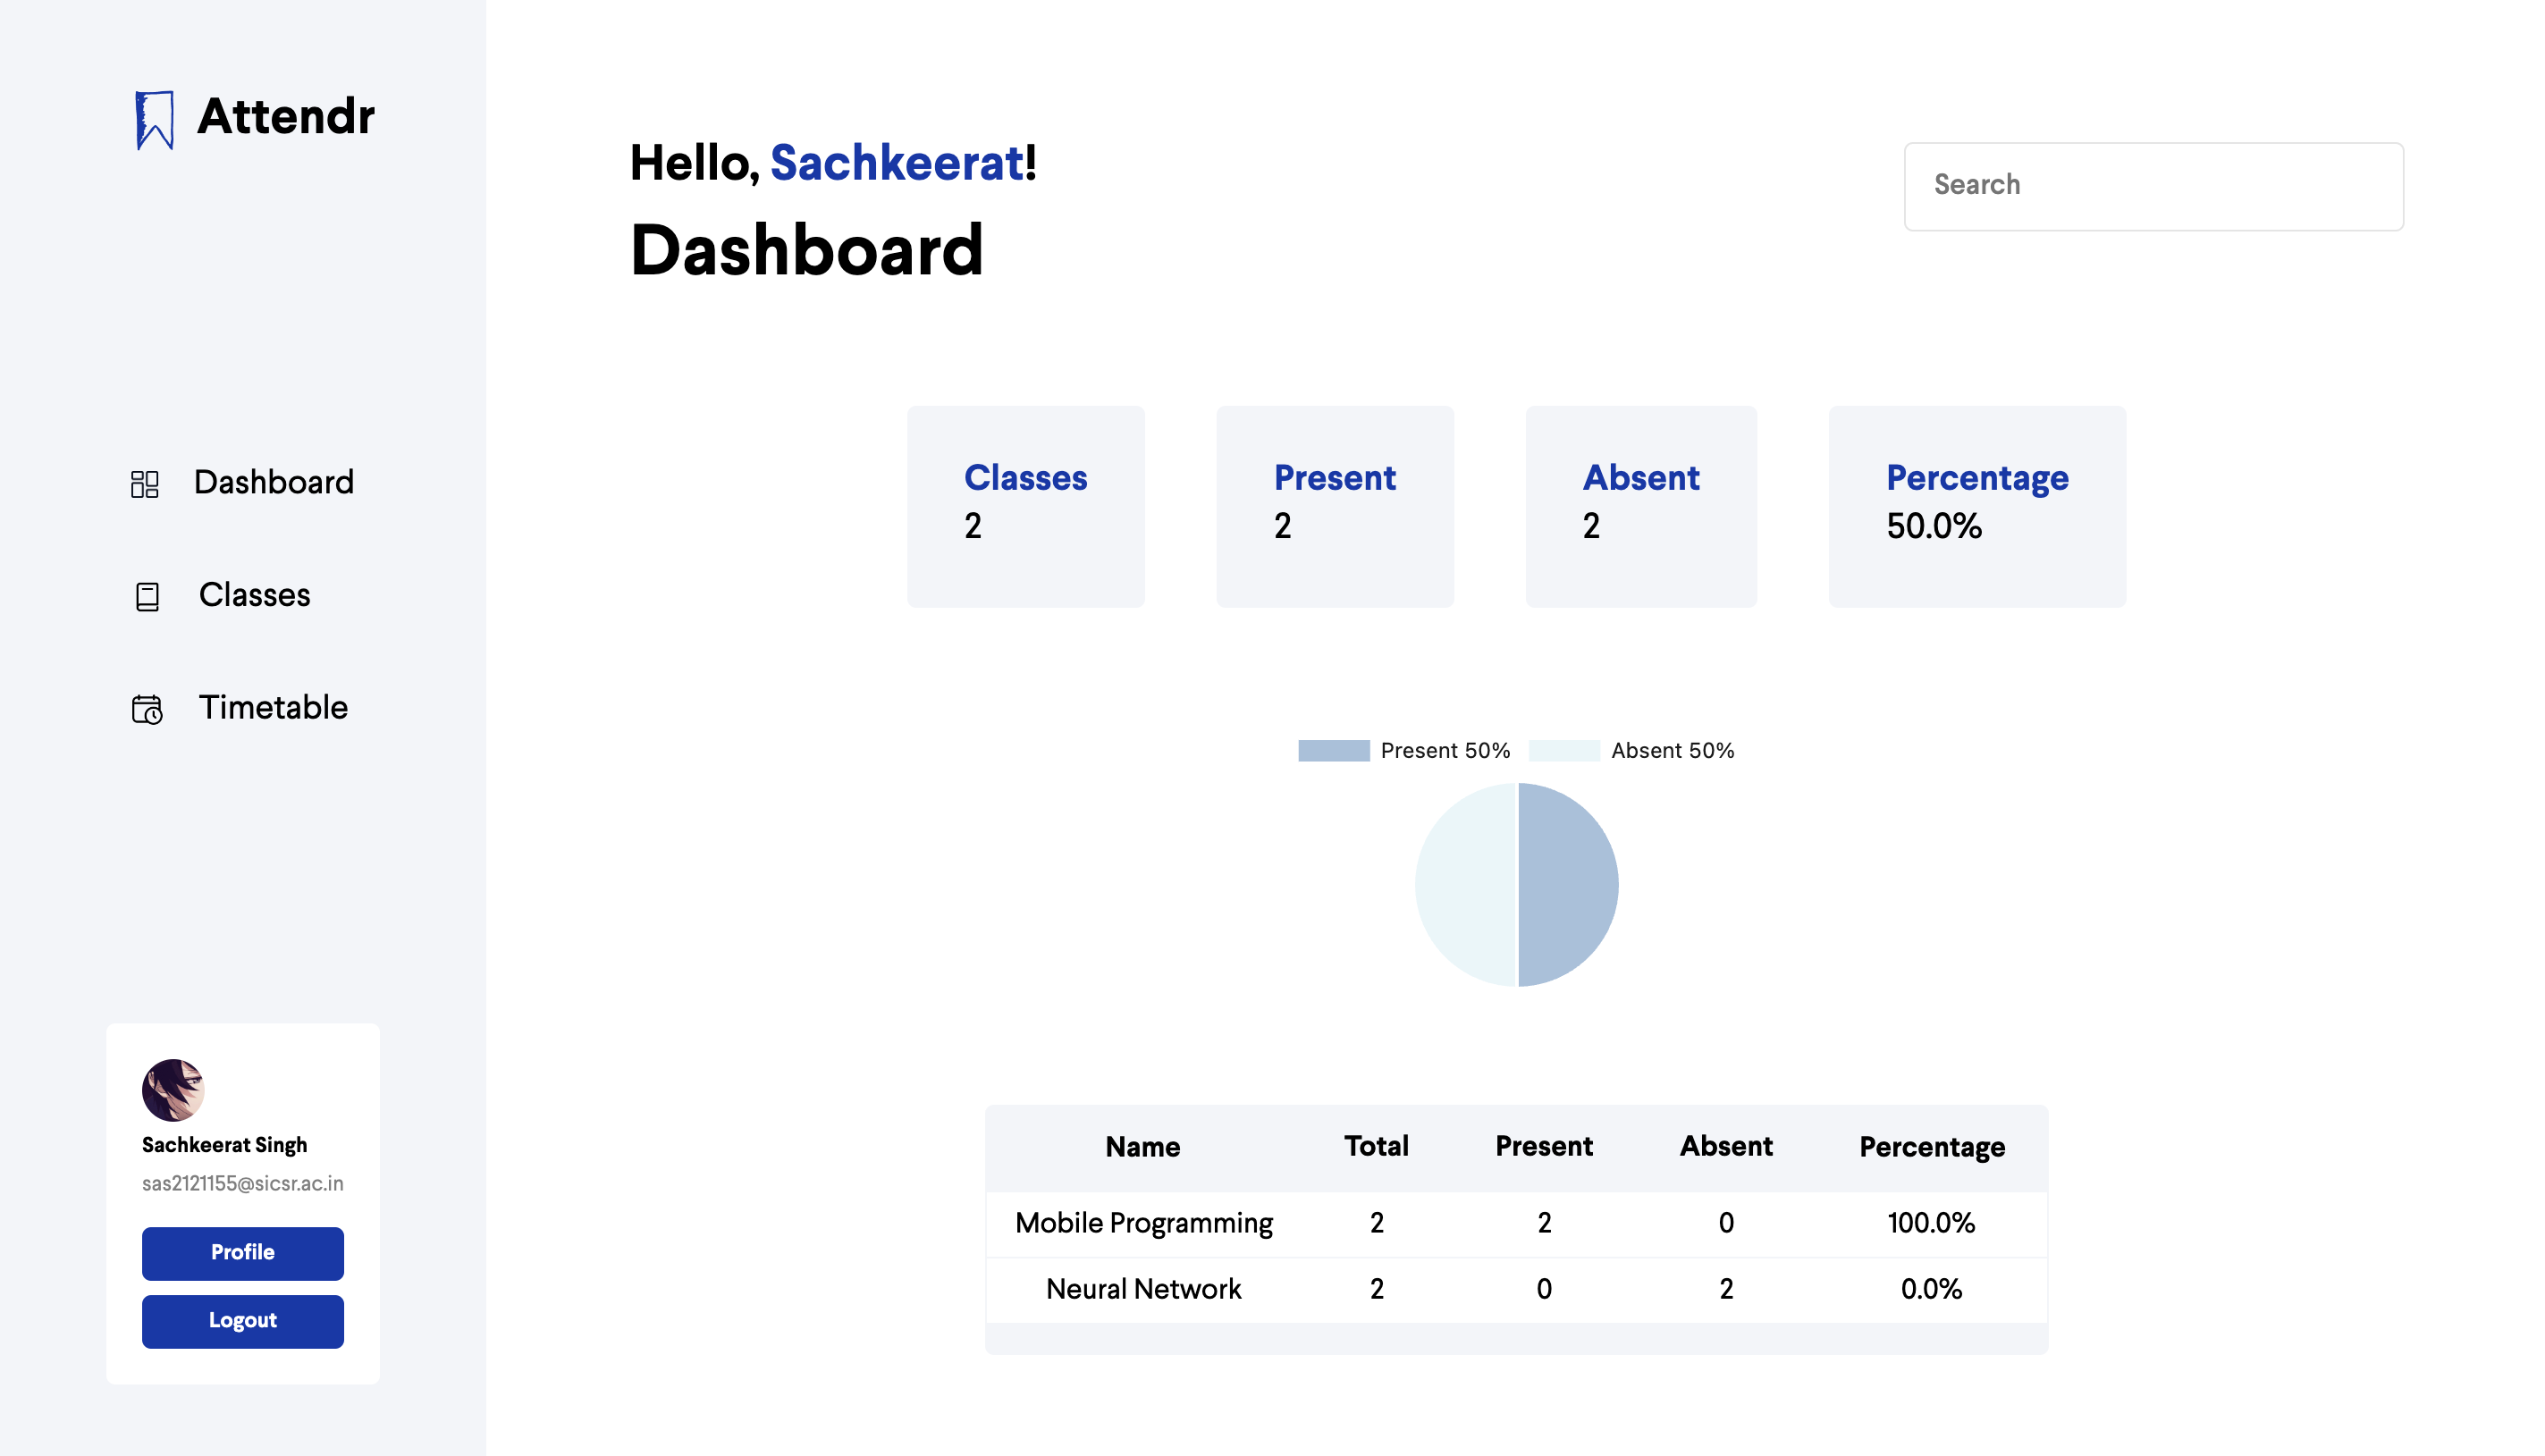 Attendr
Dashboard
Classes
Timetable
Sachkeerat Singh
sas2121155@sicsr.ac.in
Profile
Logout
Hello, Sachkeerat!
Dashboard
Search
Classes Present Absent Percentage
2 2 2 50.0%
Present 50% Absent 50%
Name Total Present Absent Percentage
Mobile Programming 2 2 0 100.0%
Neural Network 2 0 2 0.0%